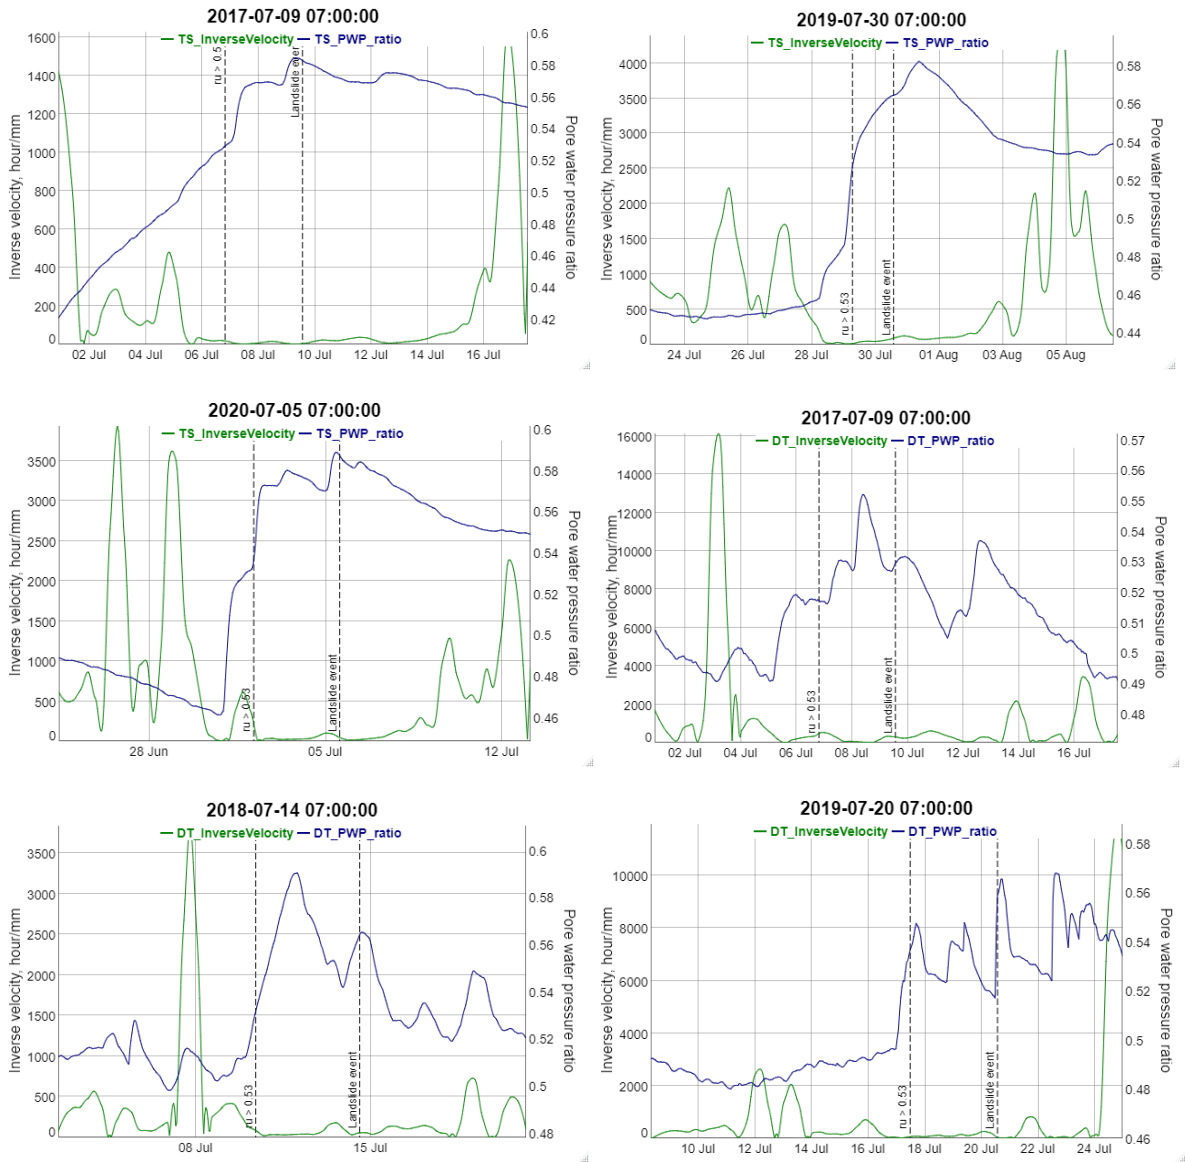 2017-07-09 07:00:00
TS_InverseVelocity TS_PWP_ratio
Inverse velocity, hour/mm
1600
1400
1200
1000
800
600
400
200
0
ru > 0.5
Landslide ever
0.6
0.58
0.56
0.54
0.52
0.5
0.48
0.46
0.44
0.42
Pore water pressure ratio
02 Jul 04 Jul 06 Jul 08 Jul 10 Jul 12 Jul 14 Jul 16 Jul
2019-07-30 07:00:00
TS_InverseVelocity TS_PWP_ratio
Inverse velocity, hour/mm
4000
3500
3000
2500
2000
1500
1000
500
0
ru > 0.53
Landslide event
0.58
0.56
0.54
0.52
0.5
0.48
0.46
0.44
Pore water pressure ratio
24 Jul 26 Jul 28 Jul 30 Jul 01 Aug 03 Aug 05 Aug
2020-07-05 07:00:00
TS_InverseVelocity TS_PWP_ratio
Inverse velocity, hour/mm
3500
3000
2500
2000
1500
1000
500
0
ru > 0.53
Landslide event
0.6
0.58
0.56
0.54
0.52
0.5
0.48
0.46
Pore water pressure ratio
28 Jun 05 Jul 12 Jul
2017-07-09 07:00:00
DT_InverseVelocity DT_PWP_ratio
Inverse velocity, hour/mm
16000
14000
12000
10000
8000
6000
4000
2000
0
ru > 0.53
Landslide event
0.57
0.56
0.55
0.54
0.53
0.52
0.51
0.5
0.49
0.48
Pore water pressure ratio
02 Jul 04 Jul 06 Jul 08 Jul 10 Jul 12 Jul 14 Jul 16 Jul
2018-07-14 07:00:00
DT_InverseVelocity DT_PWP_ratio
Inverse velocity, hour/mm
3500
3000
2500
2000
1500
1000
500
0
ru > 0.53
Landslide event
0.6
0.58
0.56
0.54
0.52
0.5
0.48
Pore water pressure ratio
08 Jul 15 Jul
2019-07-20 07:00:00
DT_InverseVelocity DT_PWP_ratio
Inverse velocity, hour/mm
10000
8000
6000
4000
2000
0
ru > 0.53
Landslide event
0.58
0.56
0.54
0.52
0.5
0.48
0.46
Pore water pressure ratio
10 Jul 12 Jul 14 Jul 16 Jul 18 Jul 20 Jul 22 Jul 24 Jul